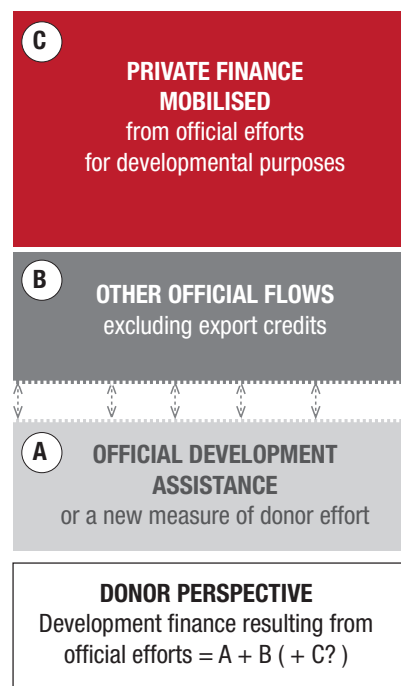 C
PRIVATE FINANCE
MOBILISED
from official efforts
for developmental purposes
B
OTHER OFFICIAL FLOWS
excluding export credits
A
OFFICIAL DEVELOPMENT
ASSISTANCE
or a new measure of donor effort
DONOR PERSPECTIVE
Development finance resulting from
official efforts = A + B ( + C? )